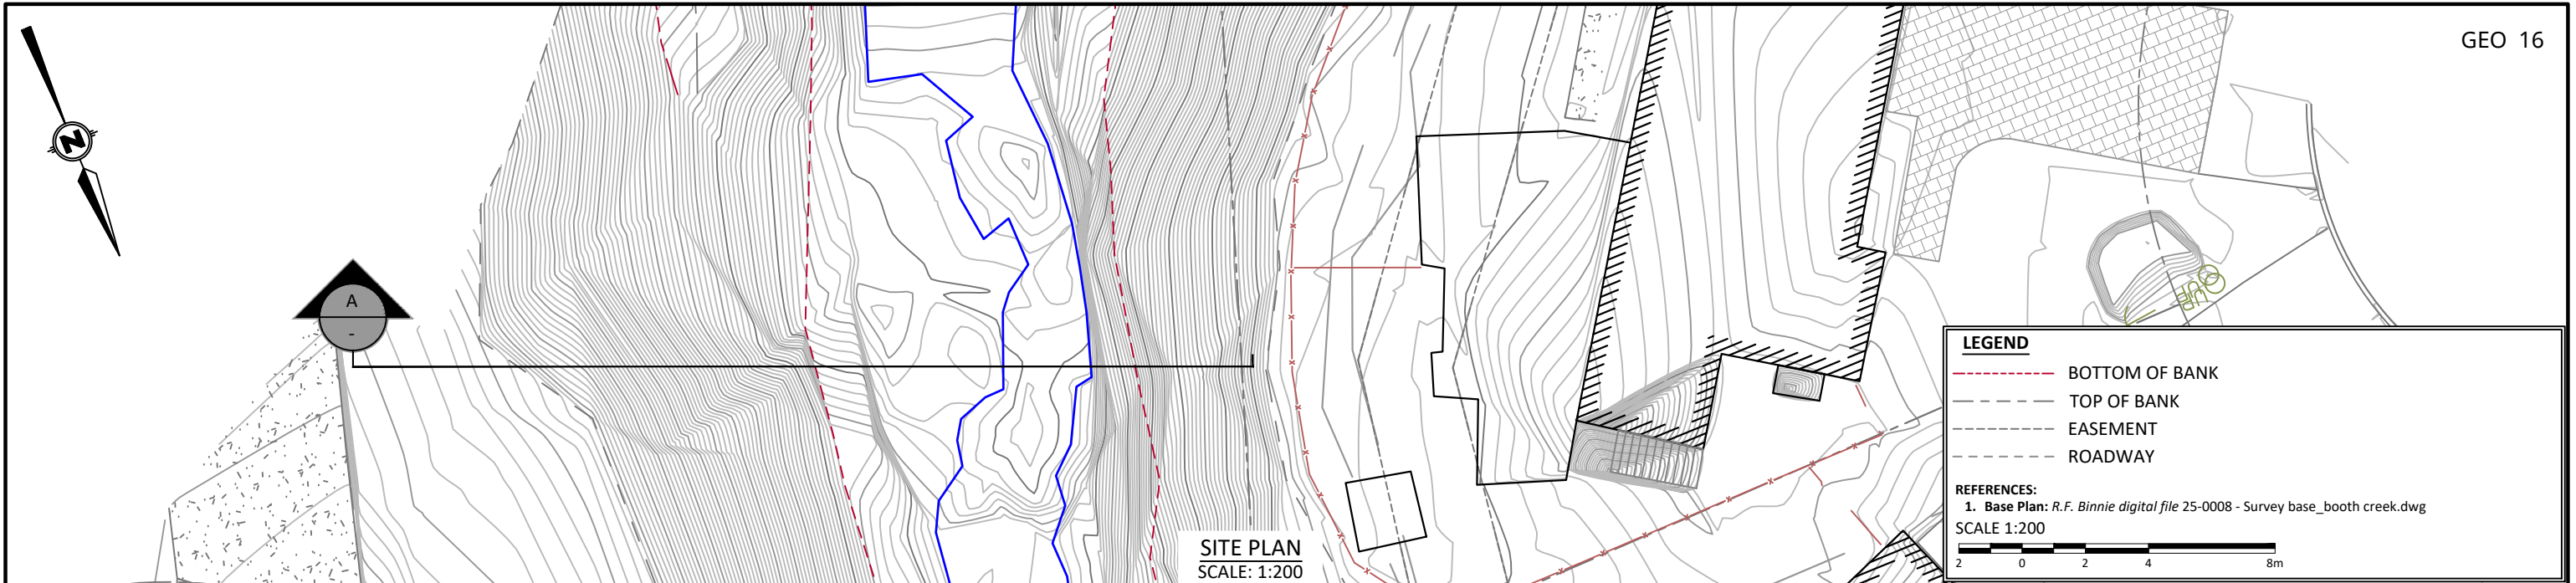 GEO 16
N
A
-
LEGEND
BOTTOM OF BANK
TOP OF BANK
EASEMENT
ROADWAY
REFERENCES:
1. Base Plan: R.F. Binnie digital file 25-0008 - Survey base_booth creek.dwg
SCALE 1:200
2 0 2 4 8m
SITE PLAN
SCALE: 1:200